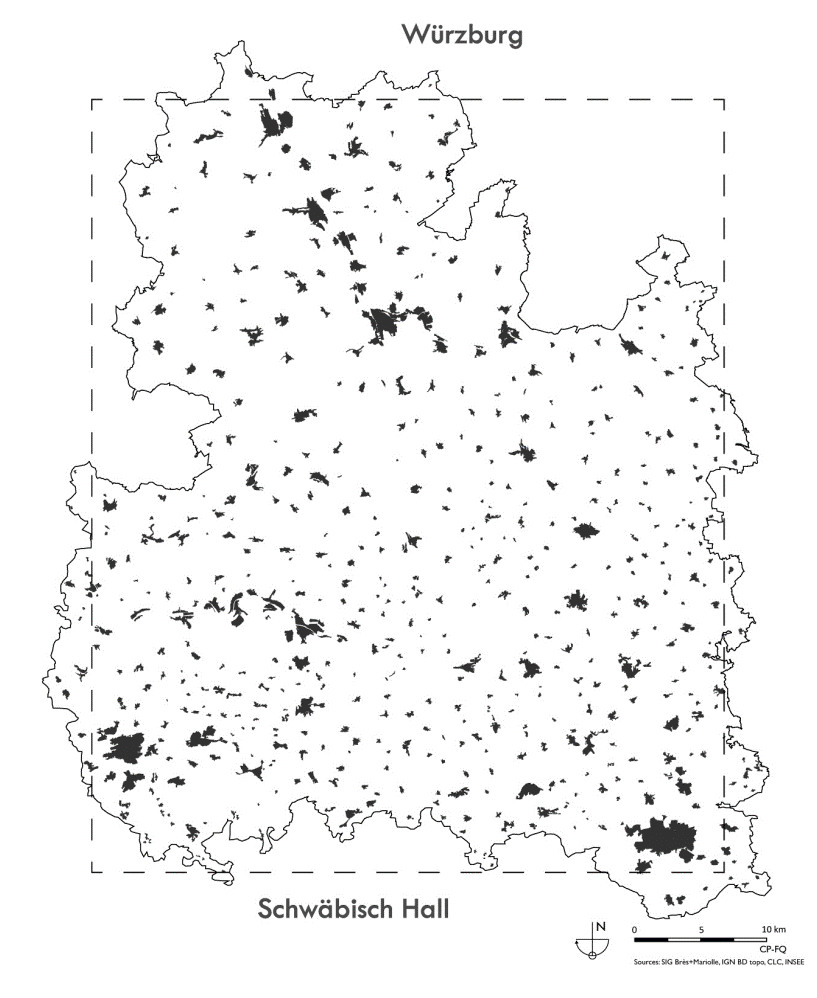 Würzburg
Schwäbisch Hall
N
0 5 10 km
CP-FQ
Sources: SIG Brès+Mariolle, IGN BD topo, CLC, INSEE